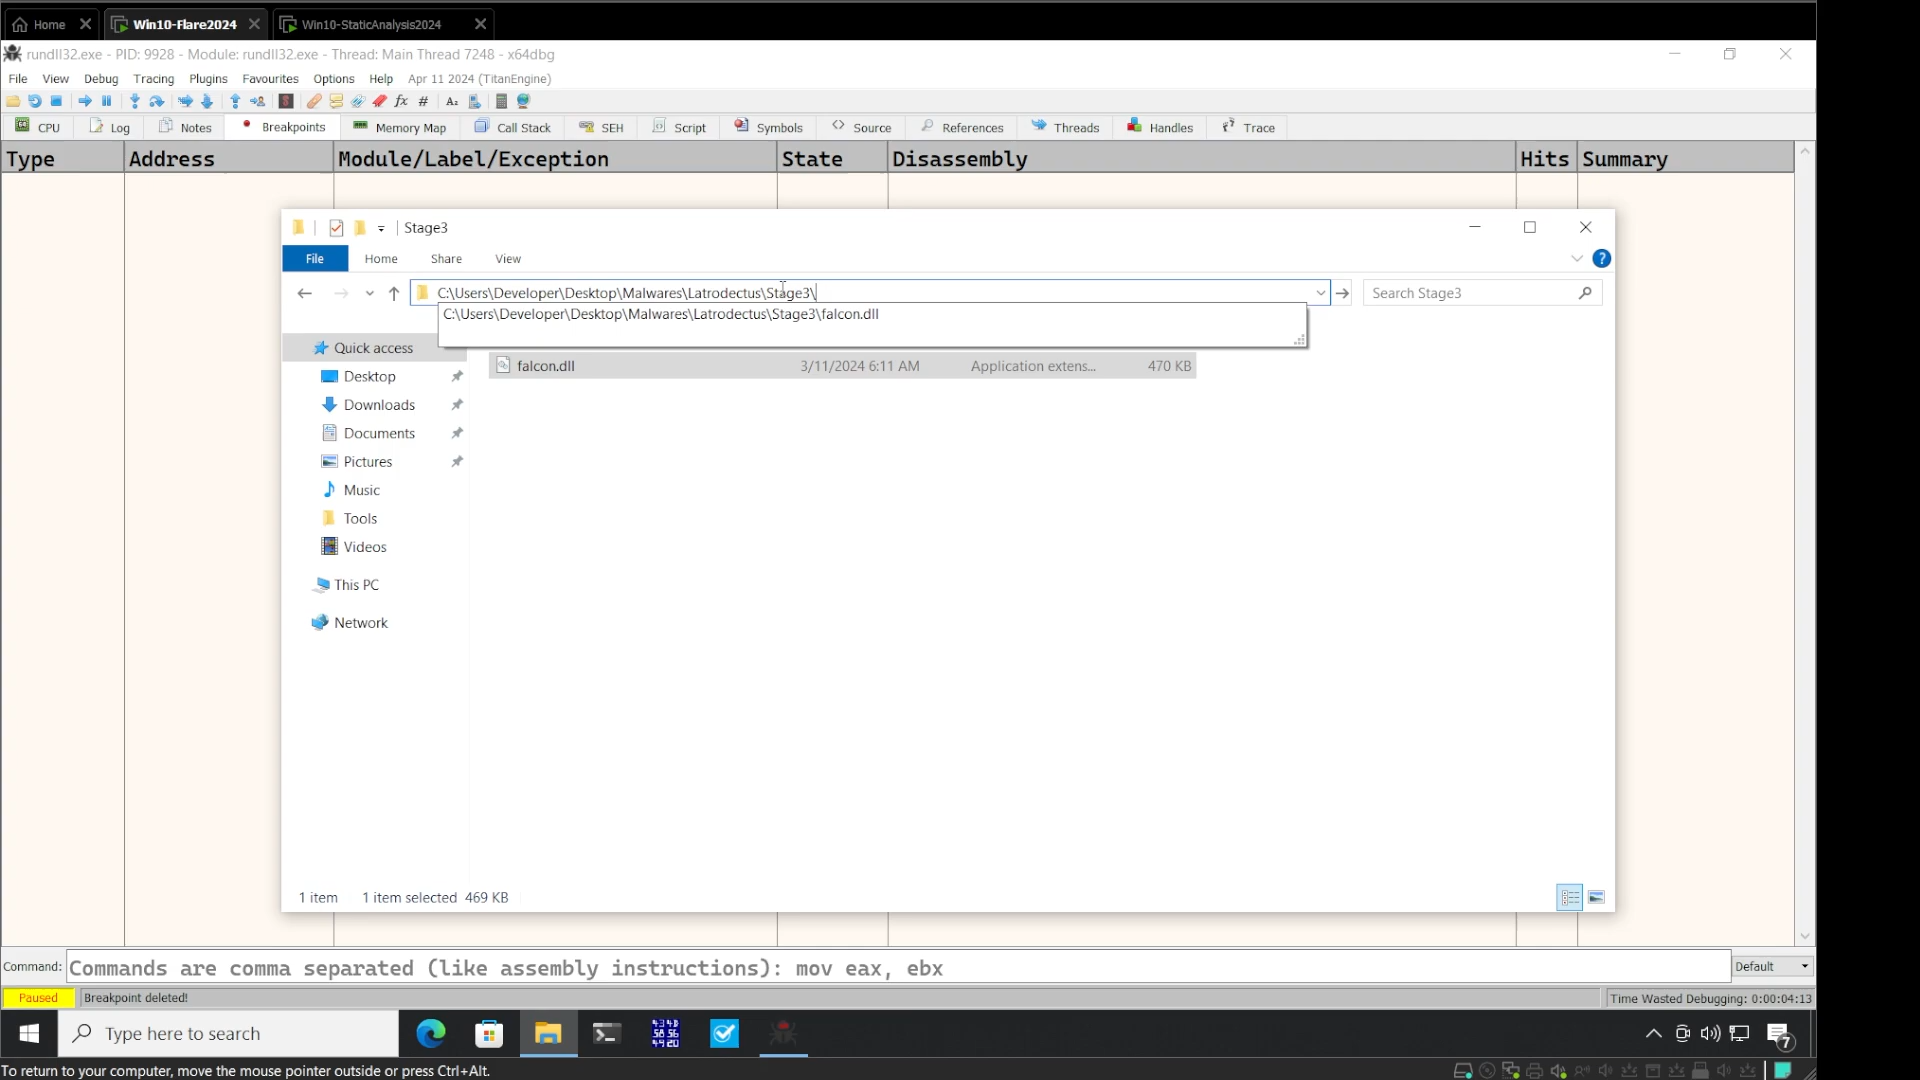 Home
Win10-Flare2024
Win10-StaticAnalysis2024
rundll32.exe - PID: 9928 - Module: rundll32.exe - Thread: Main Thread 7248 - x64dbg
File View Debug Tracing Plugins Favourites Options Help Apr 11 2024 (TitanEngine)
CPU Log Notes Breakpoints Memory Map Call Stack SEH Script Symbols Source References Threads Handles Trace
Type Address Module/Label/Exception State Disassembly Hits Summary
Stage3
File Home Share View
C:\Users\Developer\Desktop\Malwares\Latrodectus\Stage3\
Search Stage3
C:\Users\Developer\Desktop\Malwares\Latrodectus\Stage3\falcon.dll
Quick access
falcon.dll 3/11/2024 6:11 AM Application extens... 470 KB
Desktop
Downloads
Documents
Pictures
Music
Tools
Videos
This PC
Network
1 item 1 item selected 469 KB
Command: Commands are comma separated (like assembly instructions): mov eax, ebx
Default
Paused Breakpoint deleted!
Time Wasted Debugging: 0:00:04:13
Type here to search
7
To return to your computer, move the mouse pointer outside or press Ctrl+Alt.